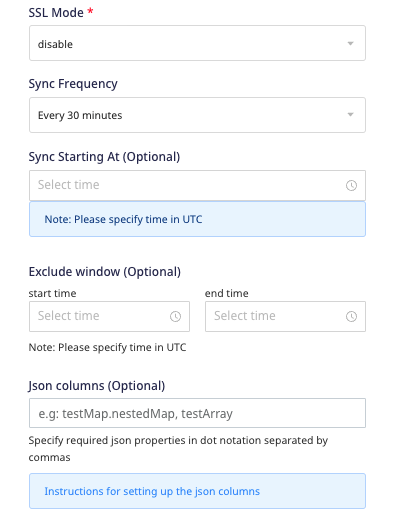 SSL Mode *
disable
Sync Frequency
Every 30 minutes
Sync Starting At (Optional)
Select time
Note: Please specify time in UTC
Exclude window (Optional)
start time end time
Select time Select time
Note: Please specify time in UTC
Json columns (Optional)
e.g: testMap.nestedMap, testArray
Specify required json properties in dot notation separated by
commas
Instructions for setting up the json columns